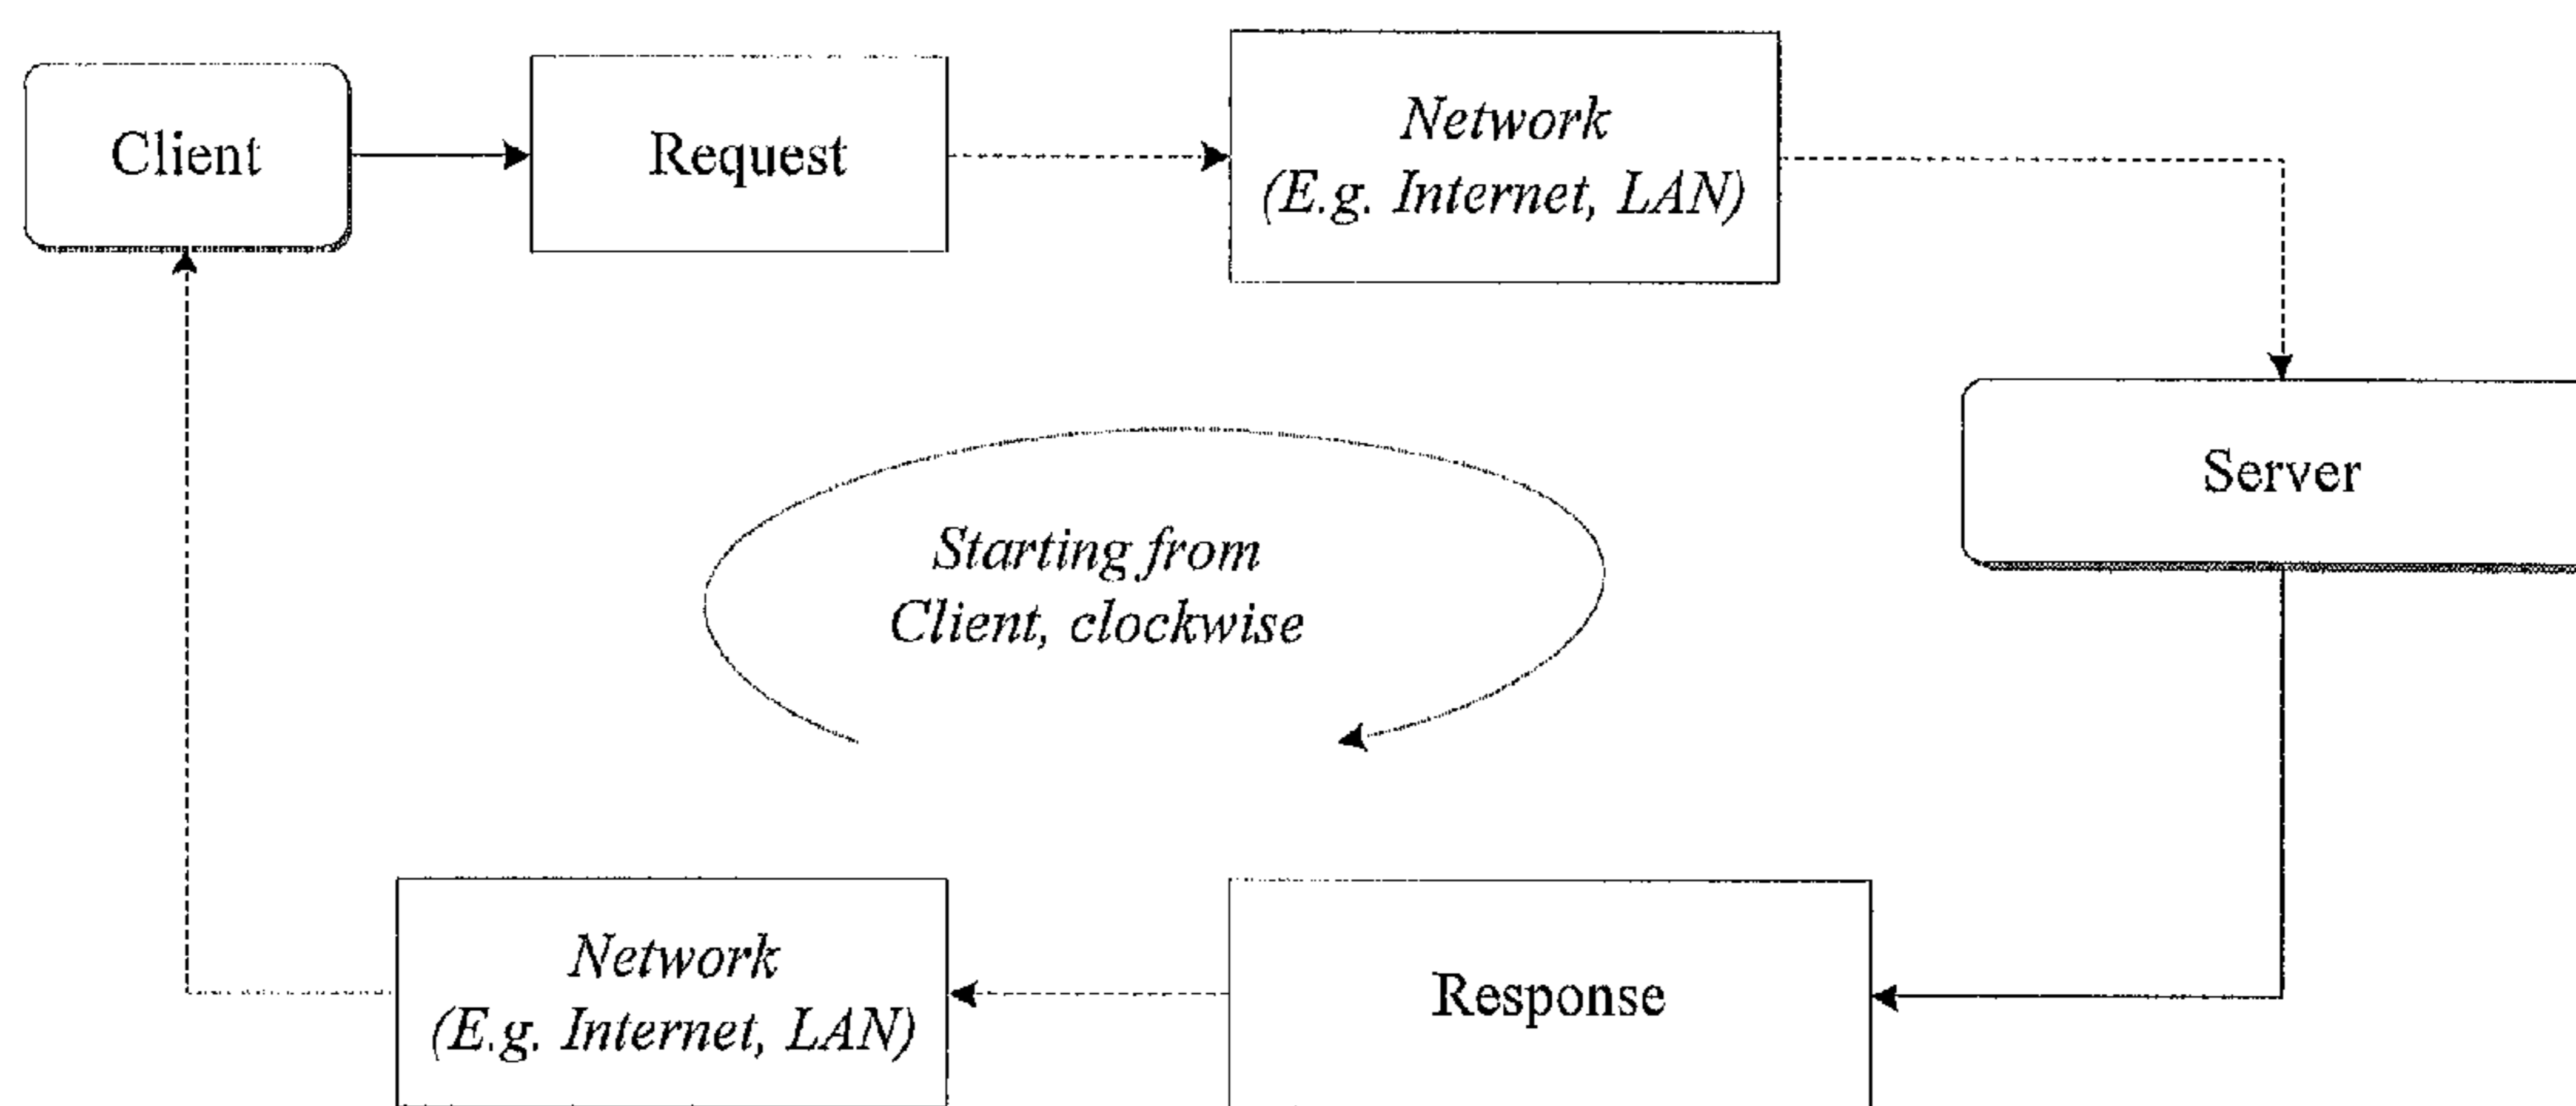 Client
Request
Network
(E.g. Internet, LAN)
Server
Starting from
Client, clockwise
Network
(E.g. Internet, LAN)
Response